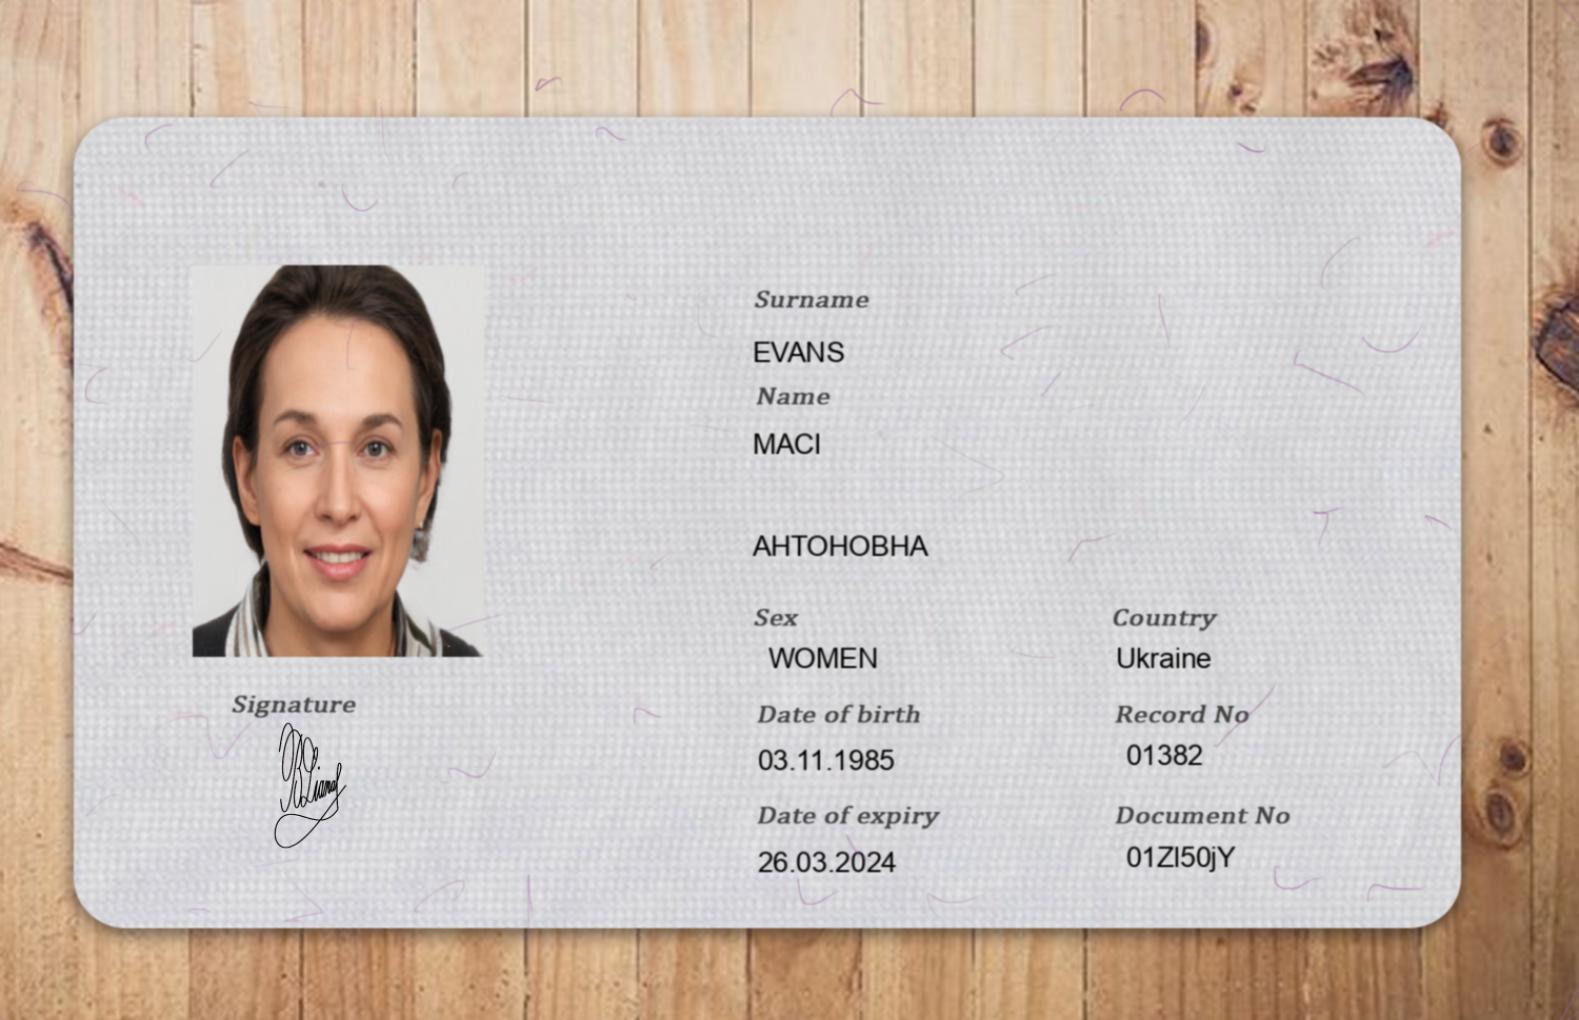 Surname
EVANS
Name
MACI
АНТОНОВНА
Sex
WOMEN
Country
Ukraine
Date of birth
03.11.1985
Record No
01382
Date of expiry
26.03.2024
Document No
01ZI50jY
Signature